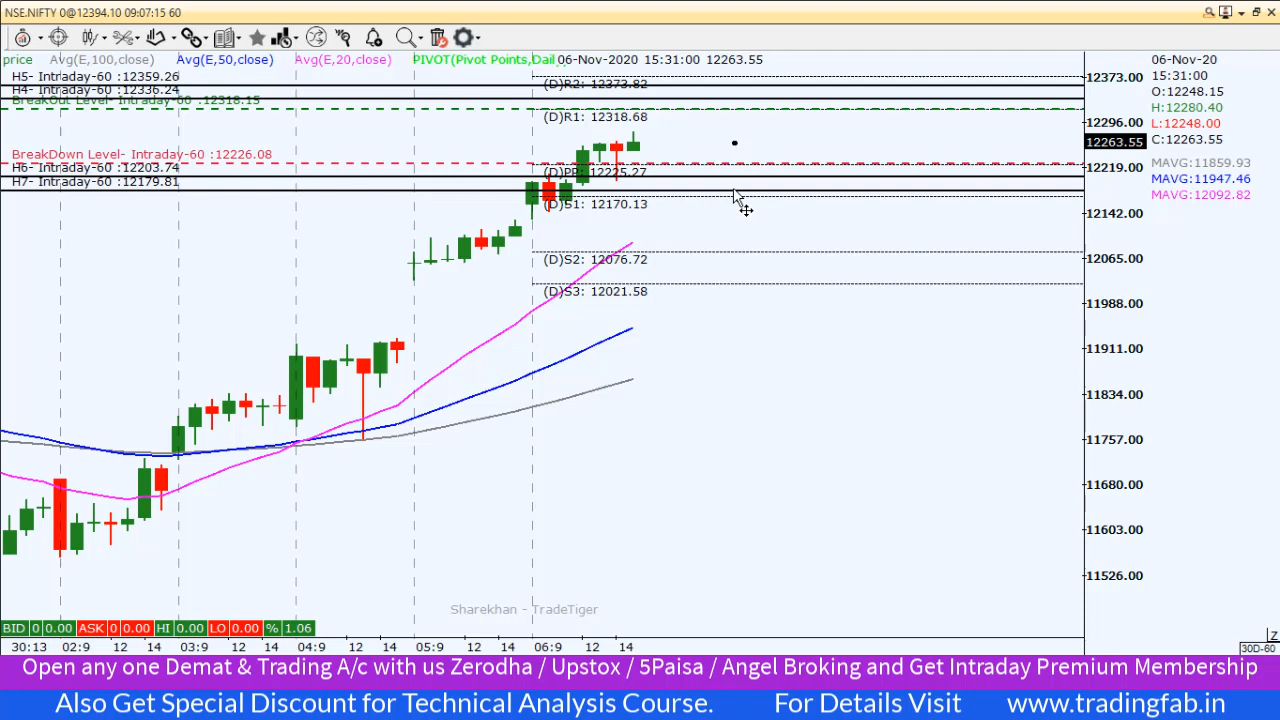 NSE.NIFTY 0@12394.10 09:07:15 60
price Avg(E,100,close) Avg(E,50,close) Avg(E,20,close) PIVOT(Pivot Points,Dail 06-Nov-2020 15:31:00 12263.55
06-Nov-20
15:31:00
O:12248.15
H:12280.40
L:12248.00
C:12263.55
MAVG:11859.93
MAVG:11947.46
MAVG:12092.82
H5- Intraday-60 :12359.26
H4- Intraday-60 :12336.24
BreakOut Level- Intraday-60 :12318.15
BreakDown Level- Intraday-60 :12226.08
H6- Intraday-60 :12203.74
H7- Intraday-60 :12179.81
(D)R2: 12373.82
(D)R1: 12318.68
(D)PP: 12225.27
(D)S1: 12170.13
(D)S2: 12076.72
(D)S3: 12021.58
12373.00
12296.00
12263.55
12219.00
12142.00
12065.00
11988.00
11911.00
11834.00
11757.00
11680.00
11603.00
11526.00
Sharekhan - TradeTiger
BID 0 0.00 ASK 0 0.00 HI 0.00 LO 0.00 % 1.06
30:13 02:9 12 14 03:9 12 14 04:9 12 14 05:9 12 14 06:9 12 14
Z
30D-60
Open any one Demat & Trading A/c with us Zerodha / Upstox / 5Paisa / Angel Broking and Get Intraday Premium Membership
Also Get Special Discount for Technical Analysis Course. For Details Visit www.tradingfab.in